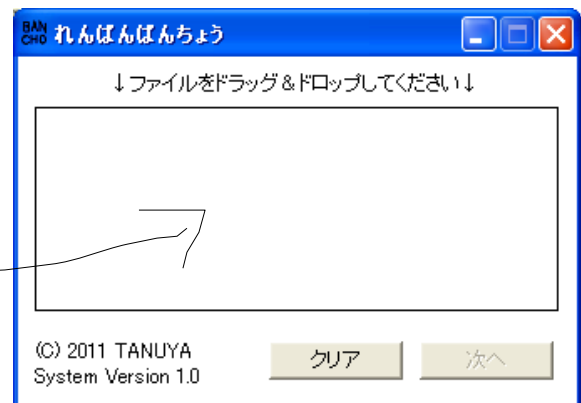 BAN
CHO れんばんばんちょう
↓ファイルをドラッグ&ドロップしてください↓
(C) 2011 TANUYA
System Version 1.0
クリア
次へ